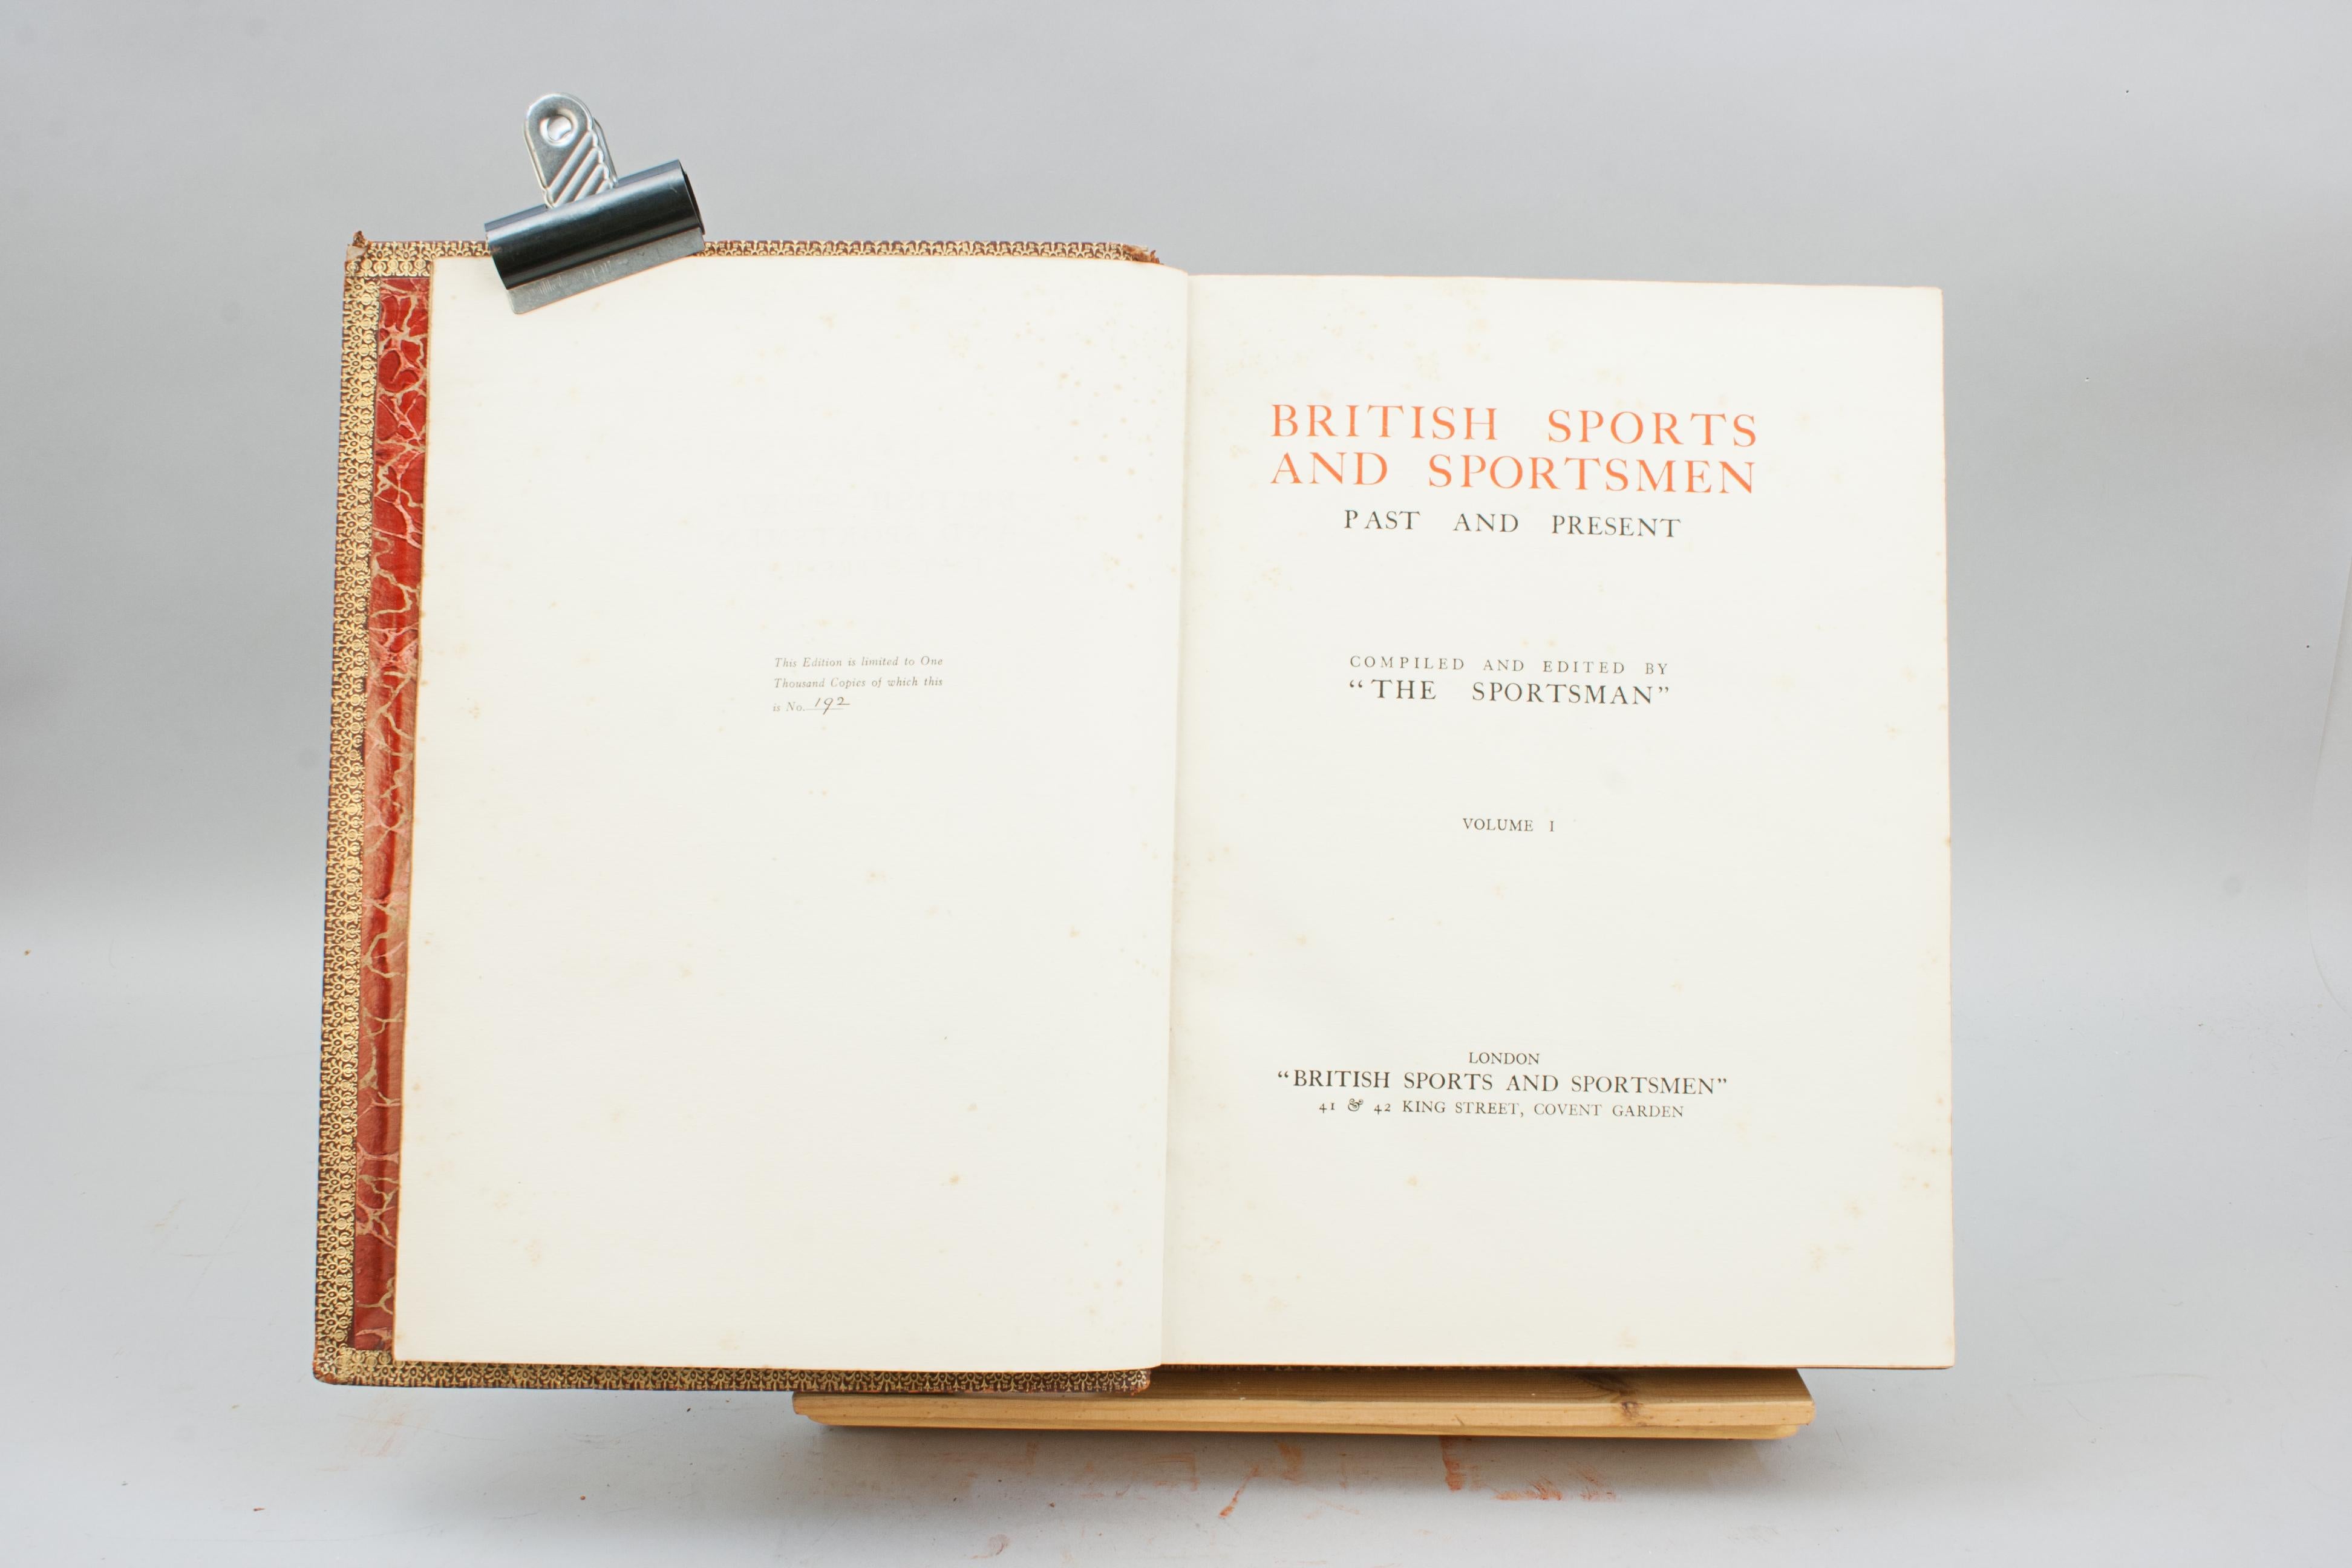 This Edition is limited to One
Thousand Copies of which this
is No. 192
BRITISH SPORTS
AND SPORTSMEN
PAST AND PRESENT
COMPILED AND EDITED BY
“THE SPORTSMAN”
VOLUME I
LONDON
“BRITISH SPORTS AND SPORTSMEN”
41 & 42 KING STREET, COVENT GARDEN